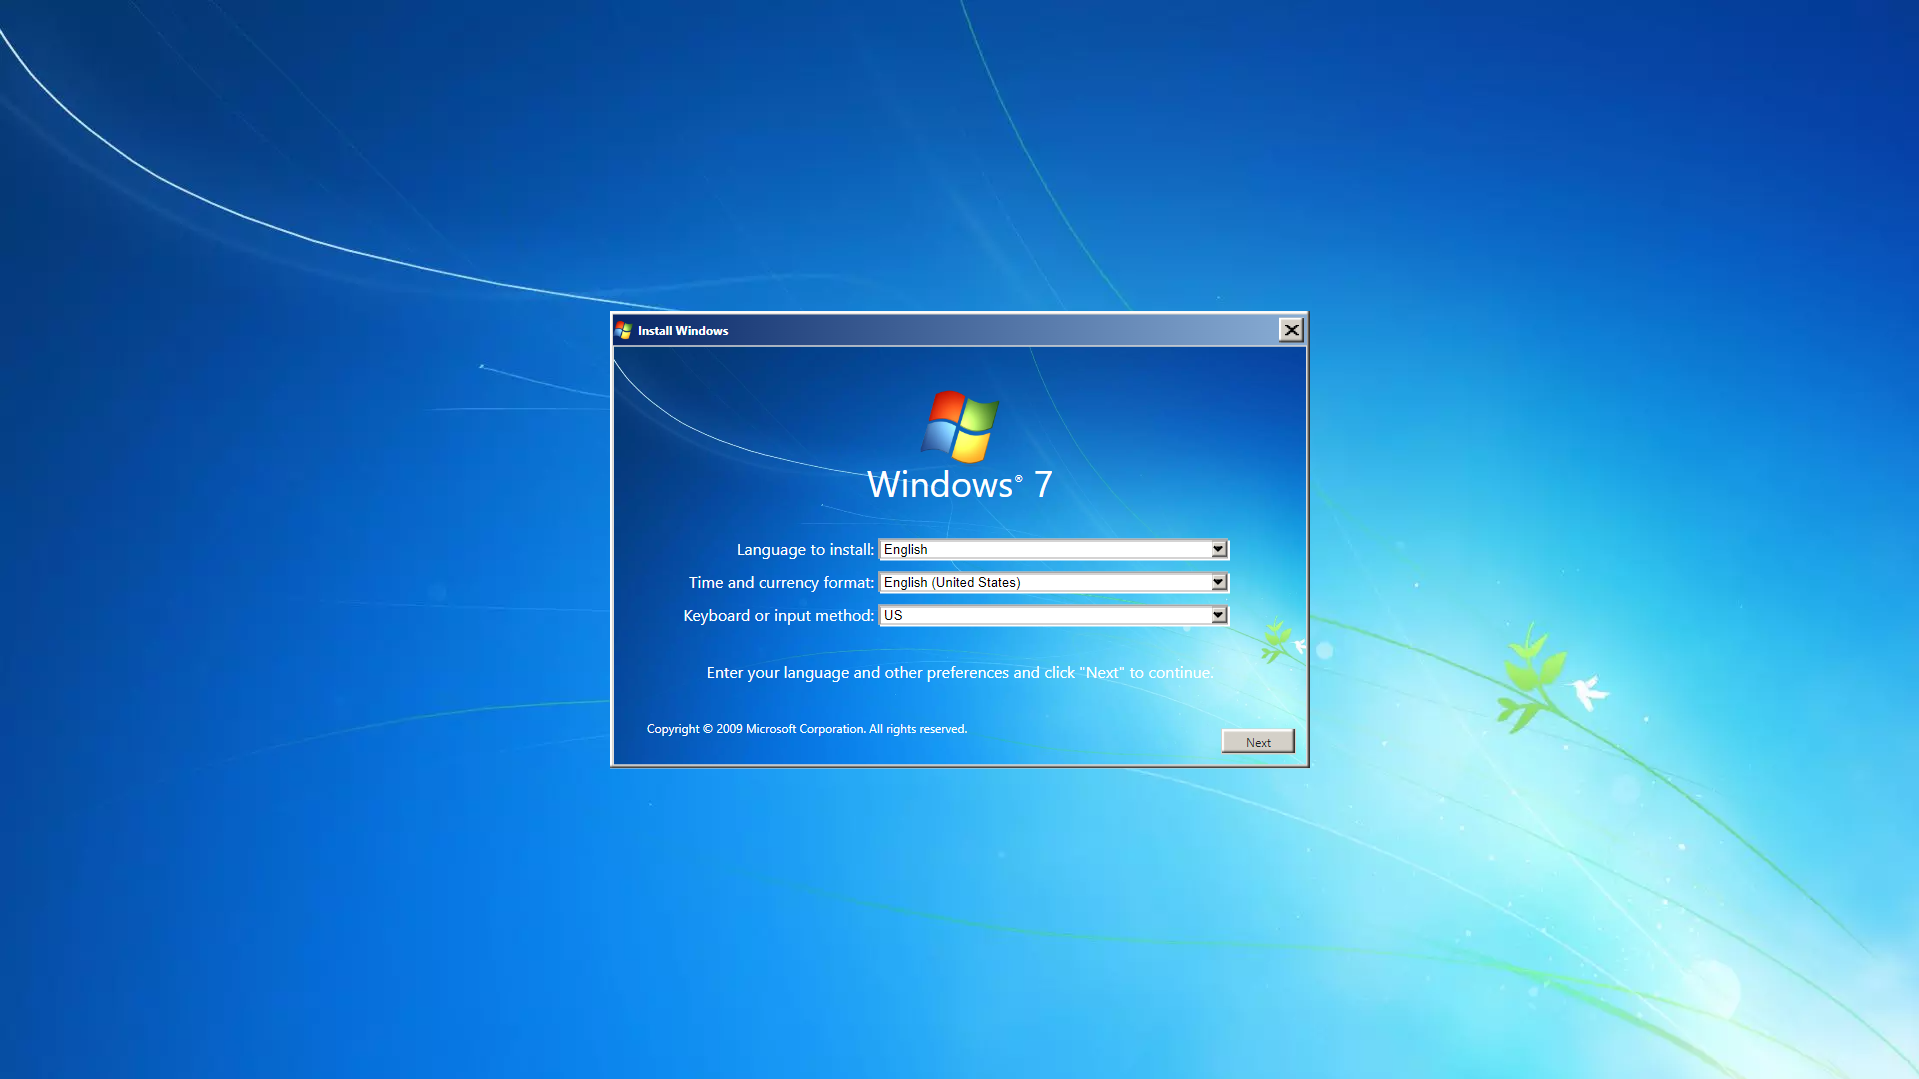 Install Windows
Windows® 7
Language to install: English
Time and currency format: English (United States)
Keyboard or input method: US
Enter your language and other preferences and click "Next" to continue.
Copyright © 2009 Microsoft Corporation. All rights reserved.
Next